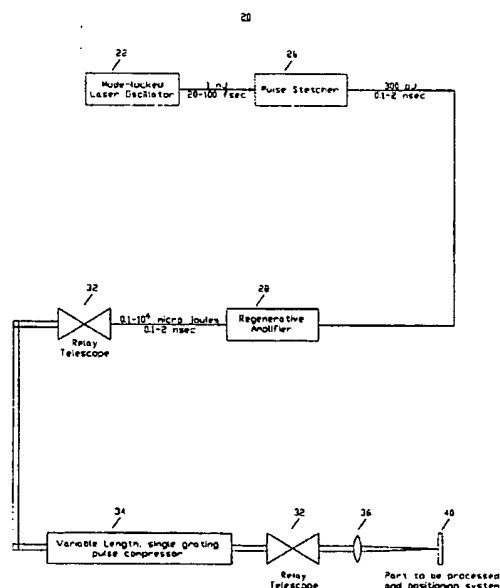 20
22
26
Mode-locked
Laser Oscillator
1 nJ
20-100 fsec
Pulse Stetcher
300 pJ
0.1-2 nsec
32
28
0.1-10⁴ micro joules
0.1-2 nsec
Regenerative
Amplifier
Relay
Telescope
34
32
36
40
Variable Length, single grating
pulse compressor
Relay
Telescope
Part to be processed
and positioning system